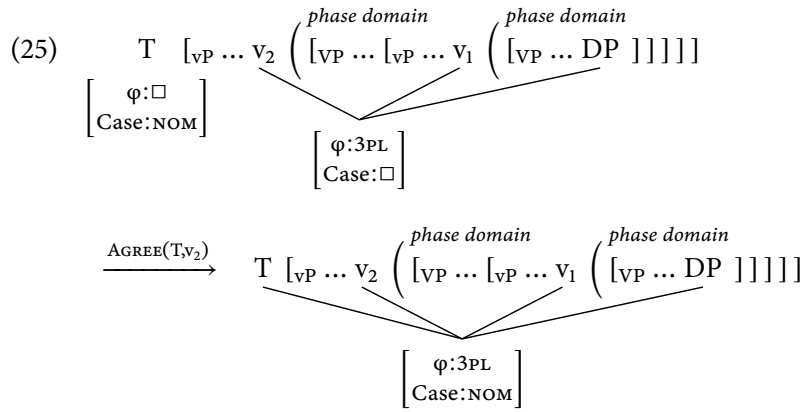 phase domain phase domain
(25) T [vP … v2 ( [VP … [vP … v1 ( [VP … DP ] ] ] ] ]
[ φ:□ Case:NOM ]
[ φ:3PL Case:□ ]
phase domain phase domain
AGREE(T,v2) → T [vP … v2 ( [VP … [vP … v1 ( [VP … DP ] ] ] ] ]
[ φ:3PL Case:NOM ]